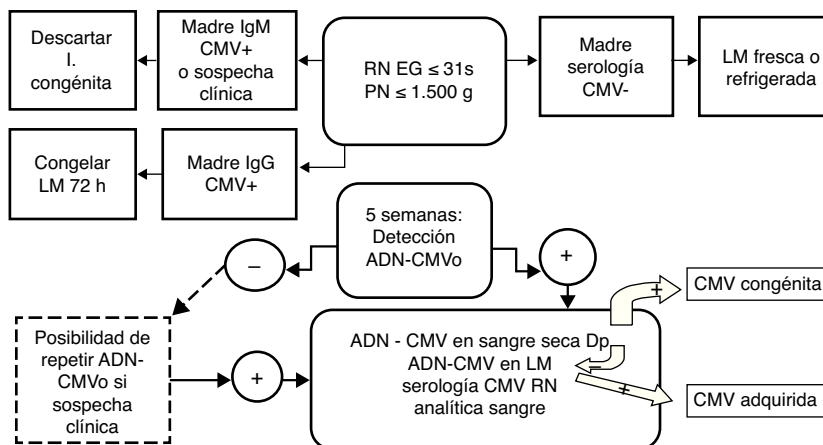 Descartar
I.
congénita
Madre IgM
CMV+
o sospecha
clínica
RN EG ≤ 31s
PN ≤ 1.500 g
Madre
serología
CMV-
LM fresca o
refrigerada
Congelar
LM 72 h
Madre IgG
CMV+
5 semanas:
Detección
ADN-CMVo
–
+
Posibilidad de
repetir ADN-
CMVo si
sospecha
clínica
+
ADN - CMV en sangre seca Dp
ADN-CMV en LM
serología CMV RN
analítica sangre
+
–
+
CMV congénita
CMV adquirida